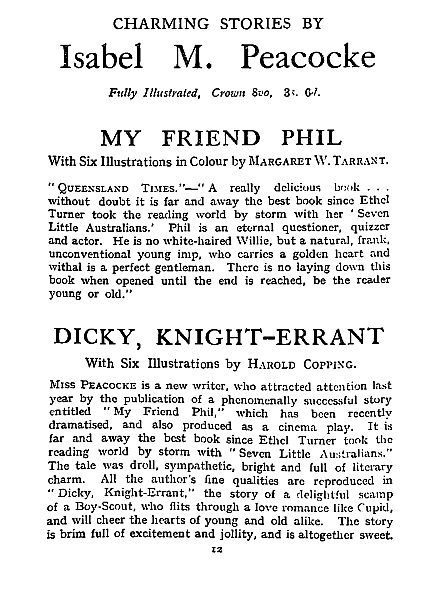 CHARMING STORIES BY
Isabel M. Peacocke
Fully Illustrated, Crown 8vo, 3s. 6d.
MY FRIEND PHIL
With Six Illustrations in Colour by MARGARET W. TARRANT.
"QUEENSLAND TIMES."—"A really delicious book . . .
without doubt it is far and away the best book since Ethel
Turner took the reading world by storm with her 'Seven
Little Australians.' Phil is an eternal questioner, quizzer
and actor. He is no white-haired Willie, but a natural, frank,
unconventional young imp, who carries a golden heart and
withal is a perfect gentleman. There is no laying down this
book when opened until the end is reached, be the reader
young or old."
DICKY, KNIGHT-ERRANT
With Six Illustrations by HAROLD COPPING.
MISS PEACOCKE is a new writer, who attracted attention last
year by the publication of a phenomenally successful story
entitled "My Friend Phil," which has been recently
dramatised, and also produced as a cinema play. It is
far and away the best book since Ethel Turner took the
reading world by storm with "Seven Little Australians."
The tale was droll, sympathetic, bright and full of literary
charm. All the author's fine qualities are reproduced in
"Dicky, Knight-Errant," the story of a delightful scamp
of a Boy-Scout, who flits through a love romance like Cupid,
and will cheer the hearts of young and old alike. The story
is brim full of excitement and jollity, and is altogether sweet.
12